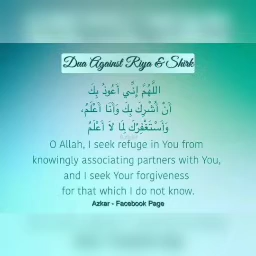 Dua Against Riya & Shirk
اللَّهُمَّ إِنِّي أَعُوذُ بِكَ
أَنْ أُشْرِكَ بِكَ وَأَنَا أَعْلَمُ،
وَأَسْتَغْفِرُكَ لِمَا لَا أَعْلَمُ
O Allah, I seek refuge in You from
knowingly associating partners with You,
and I seek Your forgiveness
for that which I do not know.
Azkar - Facebook Page